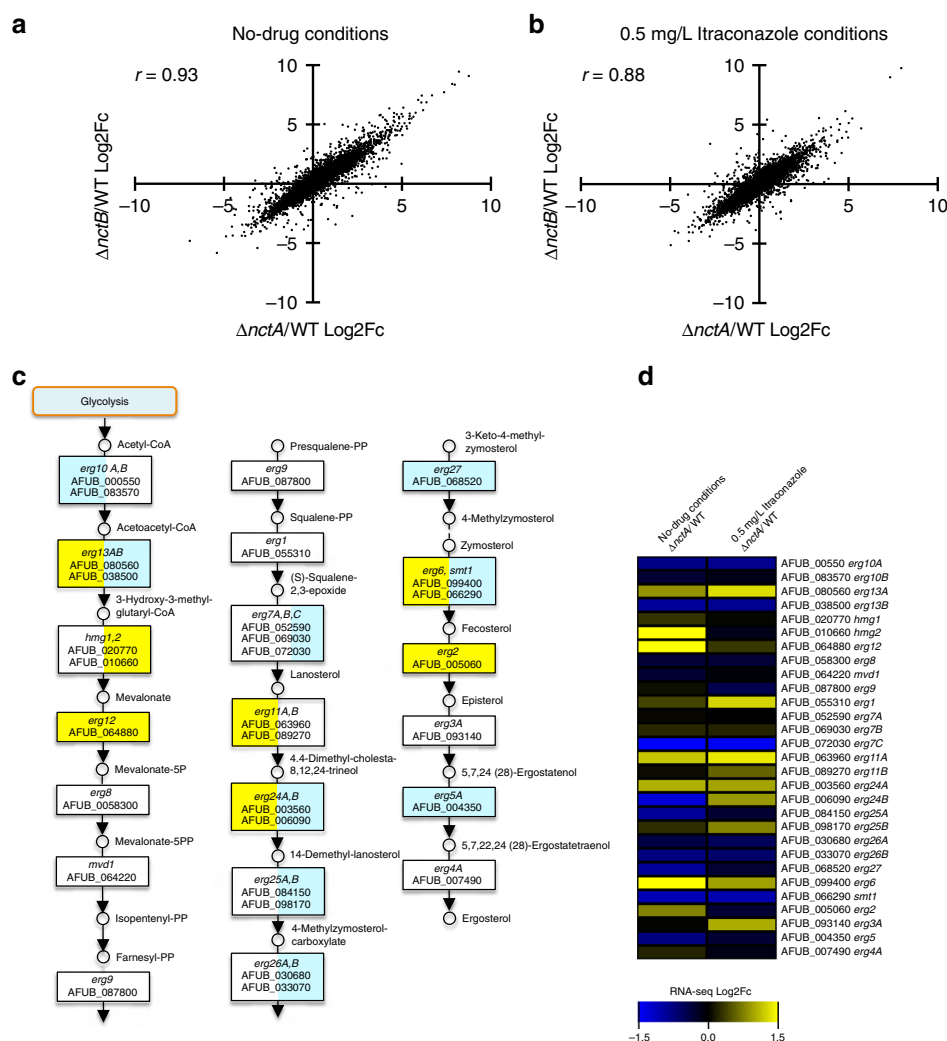 a
No-drug conditions
r = 0.93
10
5
−10
−5
5
10
−5
−10
ΔnctB/WT Log2Fc
ΔnctA/WT Log2Fc
b
0.5 mg/L Itraconazole conditions
r = 0.88
10
5
−10
−5
5
10
−5
−10
ΔnctB/WT Log2Fc
ΔnctA/WT Log2Fc
c
Glycolysis
Acetyl-CoA
erg10 A,B
AFUB_000550
AFUB_083570
Acetoacetyl-CoA
erg13AB
AFUB_080560
AFUB_038500
3-Hydroxy-3-methyl-
glutaryl-CoA
hmg1,2
AFUB_020770
AFUB_010660
Mevalonate
erg12
AFUB_064880
Mevalonate-5P
erg8
AFUB_0058300
Mevalonate-5PP
mvd1
AFUB_064220
Isopentenyl-PP
Farnesyl-PP
erg9
AFUB_087800
Presqualene-PP
erg9
AFUB_087800
Squalene-PP
erg1
AFUB_055310
(S)-Squalene-
2,3-epoxide
erg7A,B,C
AFUB_052590
AFUB_069030
AFUB_072030
Lanosterol
erg11A,B
AFUB_063960
AFUB_089270
4.4-Dimethyl-cholesta-
8,12,24-trineol
erg24A,B
AFUB_003560
AFUB_006090
14-Demethyl-lanosterol
erg25A,B
AFUB_084150
AFUB_098170
4-Methylzymosterol-
carboxylate
erg26A,B
AFUB_030680
AFUB_033070
3-Keto-4-methyl-
zymosterol
erg27
AFUB_068520
4-Methylzymosterol
Zymosterol
erg6, smt1
AFUB_099400
AFUB_066290
Fecosterol
erg2
AFUB_005060
Episterol
erg3A
AFUB_093140
5,7,24 (28)-Ergostatenol
erg5A
AFUB_004350
5,7,22,24 (28)-Ergostatetraenol
erg4A
AFUB_007490
Ergosterol
d
No-drug conditions
ΔnctA/WT
0.5 mg/L Itraconazole
ΔnctA/WT
AFUB_00550 erg10A
AFUB_083570 erg10B
AFUB_080560 erg13A
AFUB_038500 erg13B
AFUB_020770 hmg1
AFUB_010660 hmg2
AFUB_064880 erg12
AFUB_058300 erg8
AFUB_064220 mvd1
AFUB_087800 erg9
AFUB_055310 erg1
AFUB_052590 erg7A
AFUB_069030 erg7B
AFUB_072030 erg7C
AFUB_063960 erg11A
AFUB_089270 erg11B
AFUB_003560 erg24A
AFUB_006090 erg24B
AFUB_084150 erg25A
AFUB_098170 erg25B
AFUB_030680 erg26A
AFUB_033070 erg26B
AFUB_068520 erg27
AFUB_099400 erg6
AFUB_066290 smt1
AFUB_005060 erg2
AFUB_093140 erg3A
AFUB_004350 erg5
AFUB_007490 erg4A
RNA-seq Log2Fc
−1.5
0.0
1.5